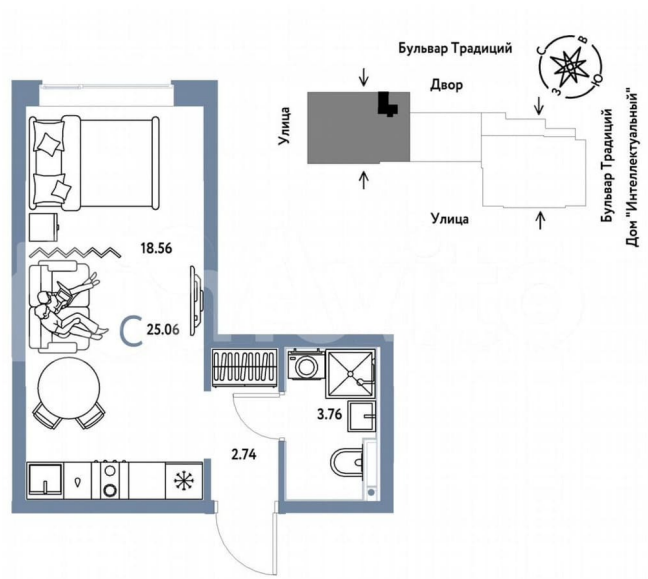 Бульвар Традиций
Двор
Улица
Улица
Бульвар Традиций
Дом "Интеллектуальный"
С
В
Ю
З
18.56
С 25.06
3.76
2.74